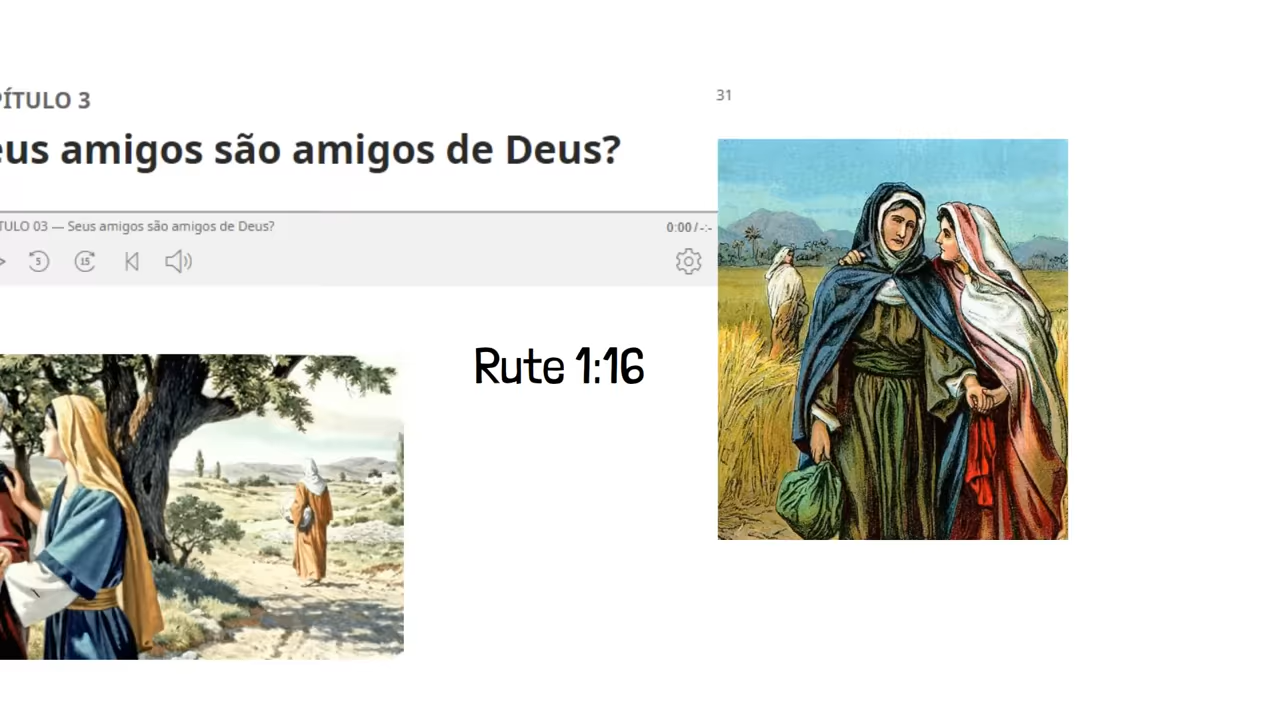 PÍTULO 3
eus amigos são amigos de Deus?
31
TULO 03 — Seus amigos são amigos de Deus?
0:00 / -:-
5
15
Rute 1:16